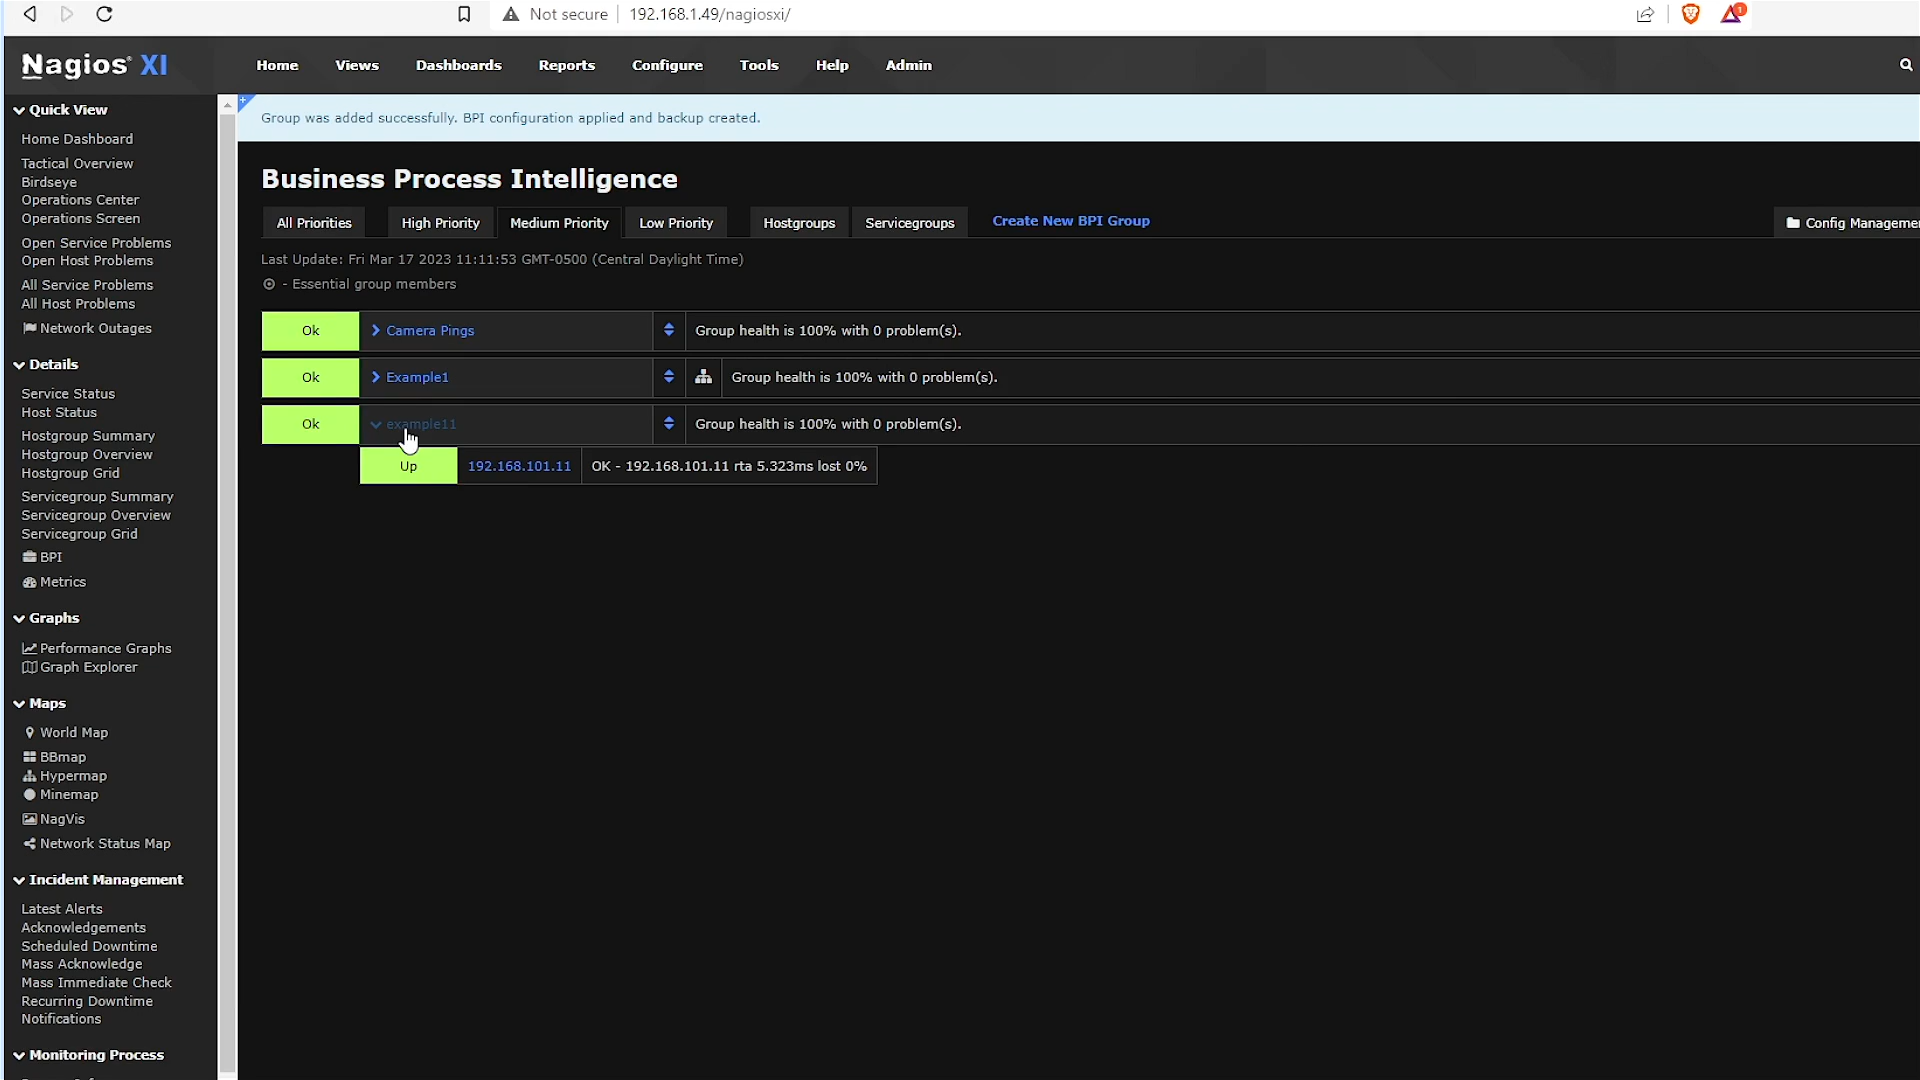 Not secure 192.168.1.49/nagiosxi/
1
Nagios® XI Home Views Dashboards Reports Configure Tools Help Admin
Quick View
Home Dashboard
Tactical Overview
Birdseye
Operations Center
Operations Screen
Open Service Problems
Open Host Problems
All Service Problems
All Host Problems
Network Outages
Details
Service Status
Host Status
Hostgroup Summary
Hostgroup Overview
Hostgroup Grid
Servicegroup Summary
Servicegroup Overview
Servicegroup Grid
BPI
Metrics
Graphs
Performance Graphs
Graph Explorer
Maps
World Map
BBmap
Hypermap
Minemap
NagVis
Network Status Map
Incident Management
Latest Alerts
Acknowledgements
Scheduled Downtime
Mass Acknowledge
Mass Immediate Check
Recurring Downtime
Notifications
Monitoring Process
Group was added successfully. BPI configuration applied and backup created.
Business Process Intelligence
All Priorities High Priority Medium Priority Low Priority Hostgroups Servicegroups Create New BPI Group Config Managemen
Last Update: Fri Mar 17 2023 11:11:53 GMT-0500 (Central Daylight Time)
- Essential group members
Ok Camera Pings Group health is 100% with 0 problem(s).
Ok Example1 Group health is 100% with 0 problem(s).
Ok example11 Group health is 100% with 0 problem(s).
Up 192.168.101.11 OK - 192.168.101.11 rta 5.323ms lost 0%